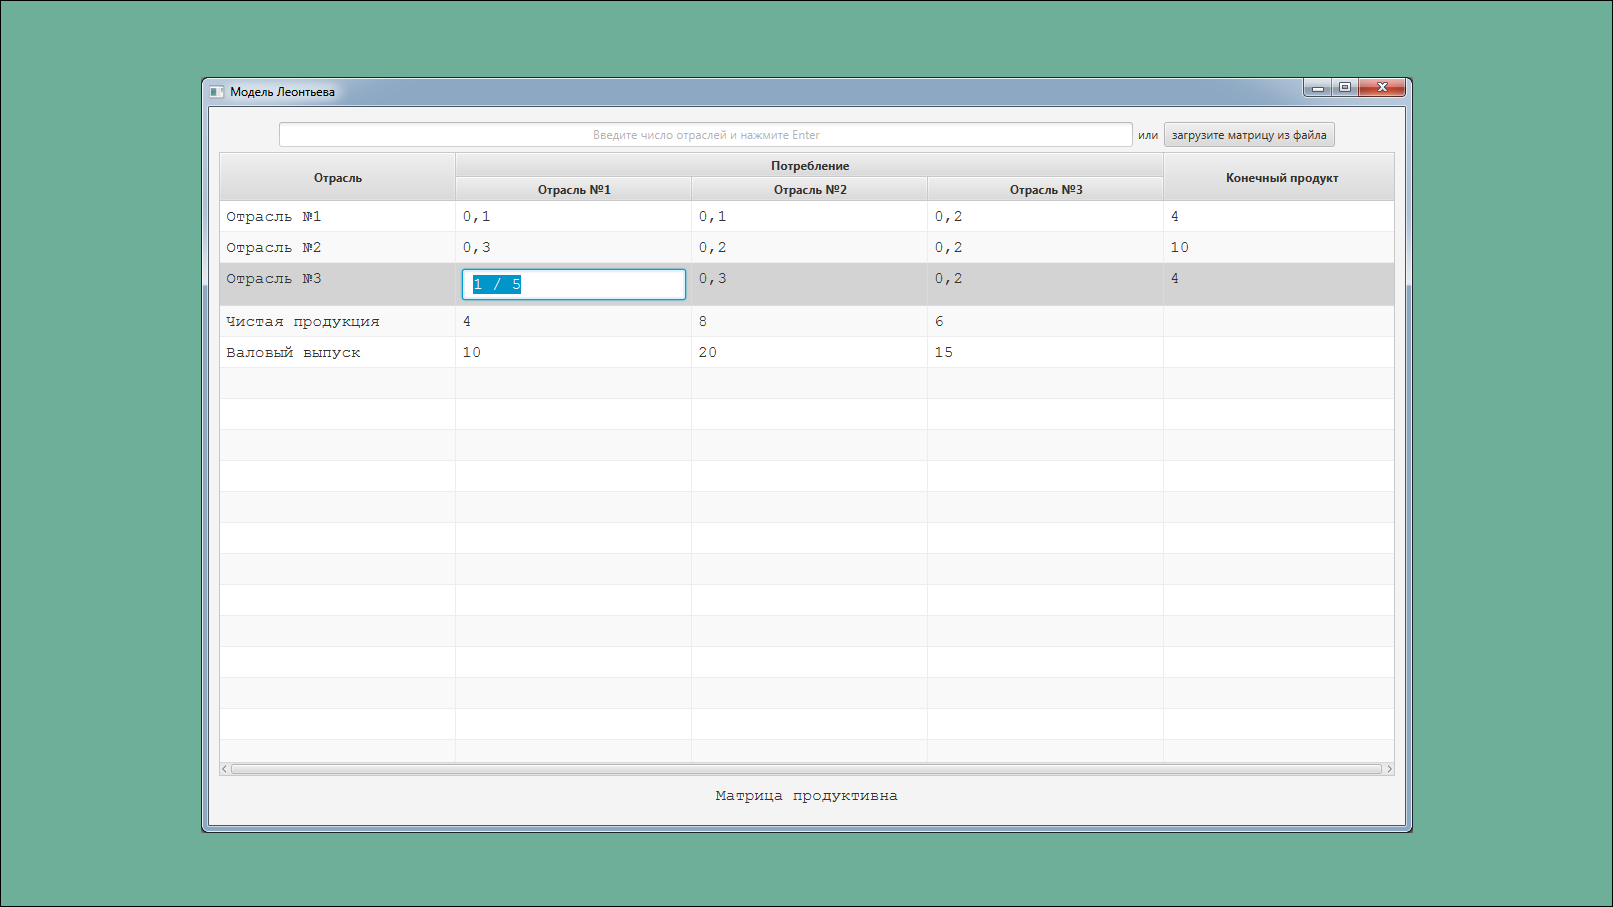 Модель Леонтьева
Введите число отраслей и нажмите Enter или загрузите матрицу из файла
Отрасль Потребление Конечный продукт
Отрасль №1 Отрасль №2 Отрасль №3
Отрасль №1 0,1 0,1 0,2 4
Отрасль №2 0,3 0,2 0,2 10
Отрасль №3 1 / 5 0,3 0,2 4
Чистая продукция 4 8 6
Валовый выпуск 10 20 15
Матрица продуктивна